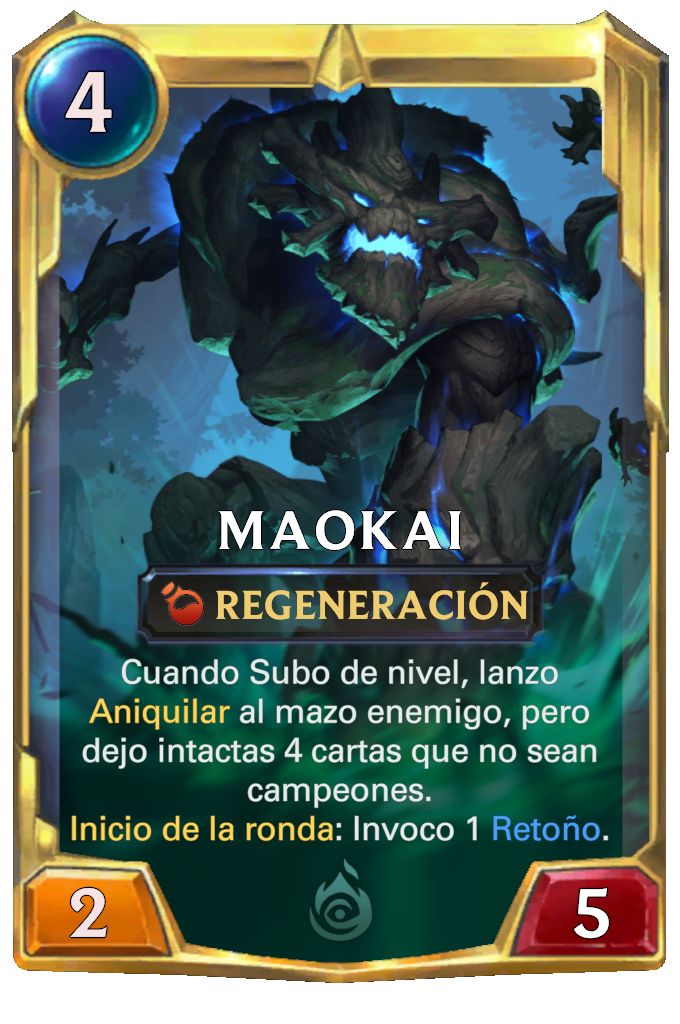 4
MAOKAI
REGENERACIÓN
Cuando Subo de nivel, lanzo
Aniquilar al mazo enemigo, pero
dejo intactas 4 cartas que no sean
campeones.
Inicio de la ronda: Invoco 1 Retoño.
2
5